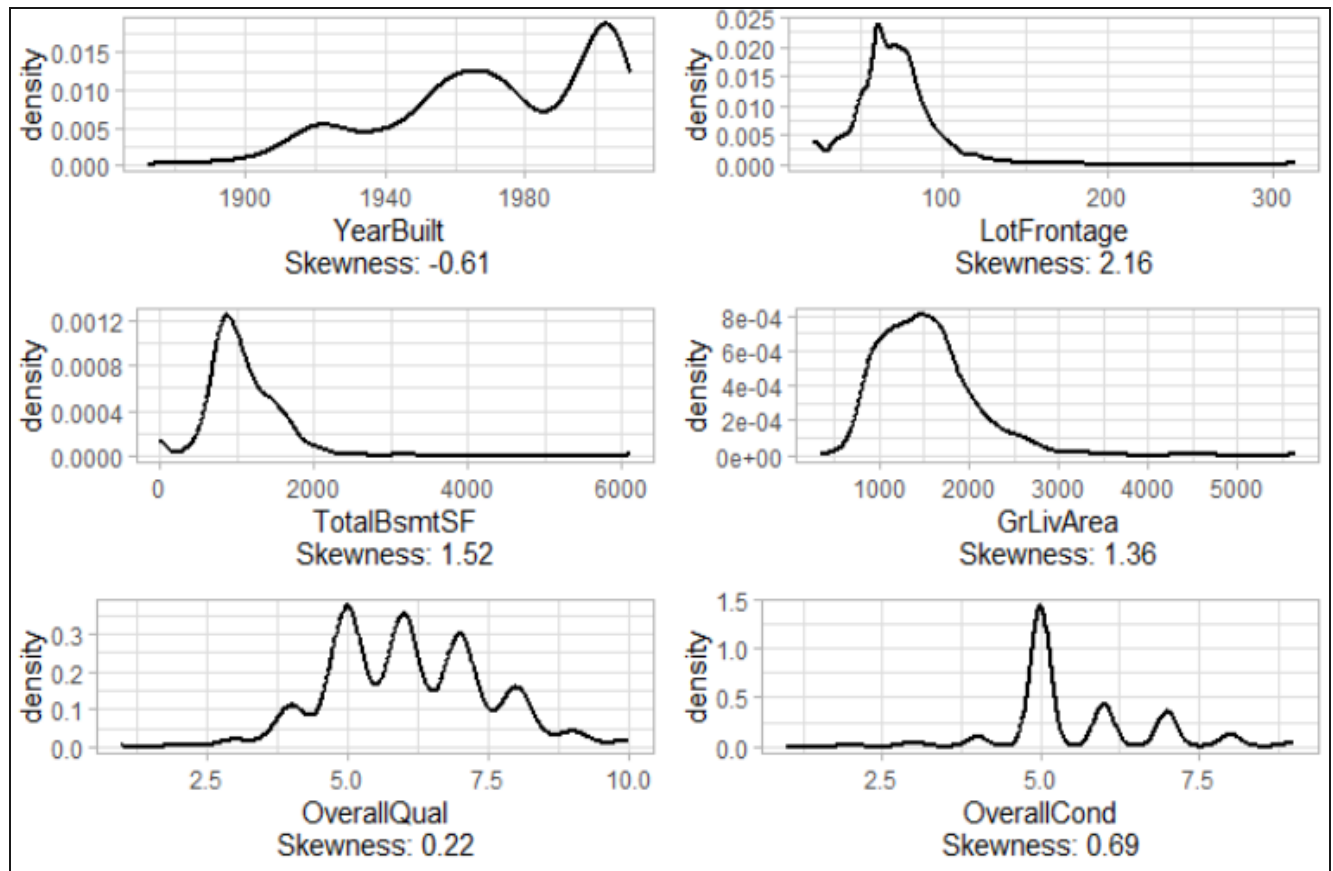 density
0.015
0.010
0.005
0.000
1900 1940 1980
YearBuilt
Skewness: -0.61
density
0.025
0.020
0.015
0.010
0.005
0.000
100 200 300
LotFrontage
Skewness: 2.16
density
0.0012
0.0008
0.0004
0.0000
0 2000 4000 6000
TotalBsmtSF
Skewness: 1.52
density
8e-04
6e-04
4e-04
2e-04
0e+00
1000 2000 3000 4000 5000
GrLivArea
Skewness: 1.36
density
0.3
0.2
0.1
0.0
2.5 5.0 7.5 10.0
OverallQual
Skewness: 0.22
density
1.5
1.0
0.5
0.0
2.5 5.0 7.5
OverallCond
Skewness: 0.69